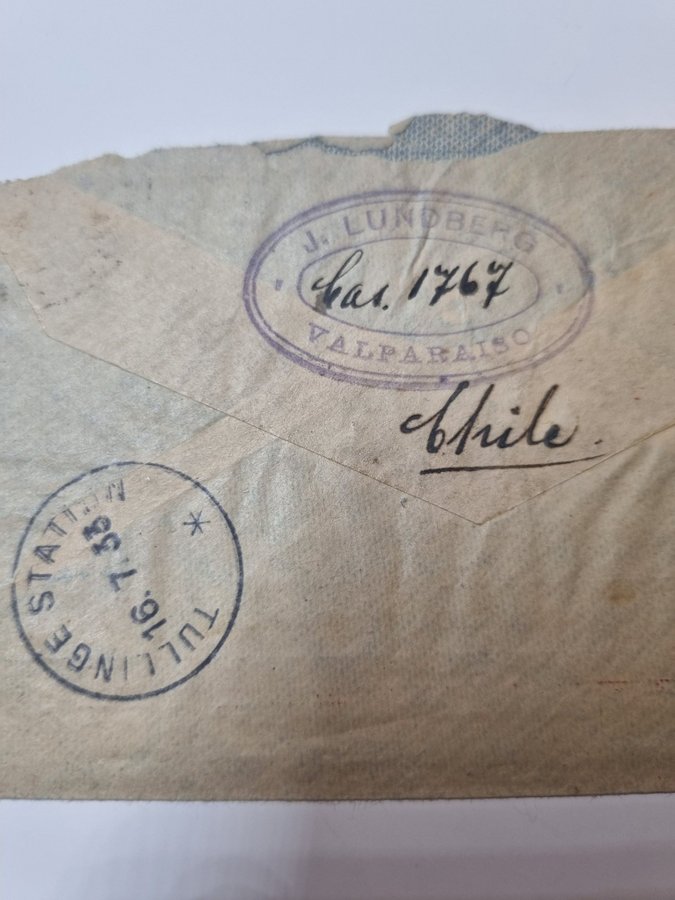 J. LUNDBERG
Cas. 1767
VALPARAISO
Chile.
TULLINGE STATION
16.7.33